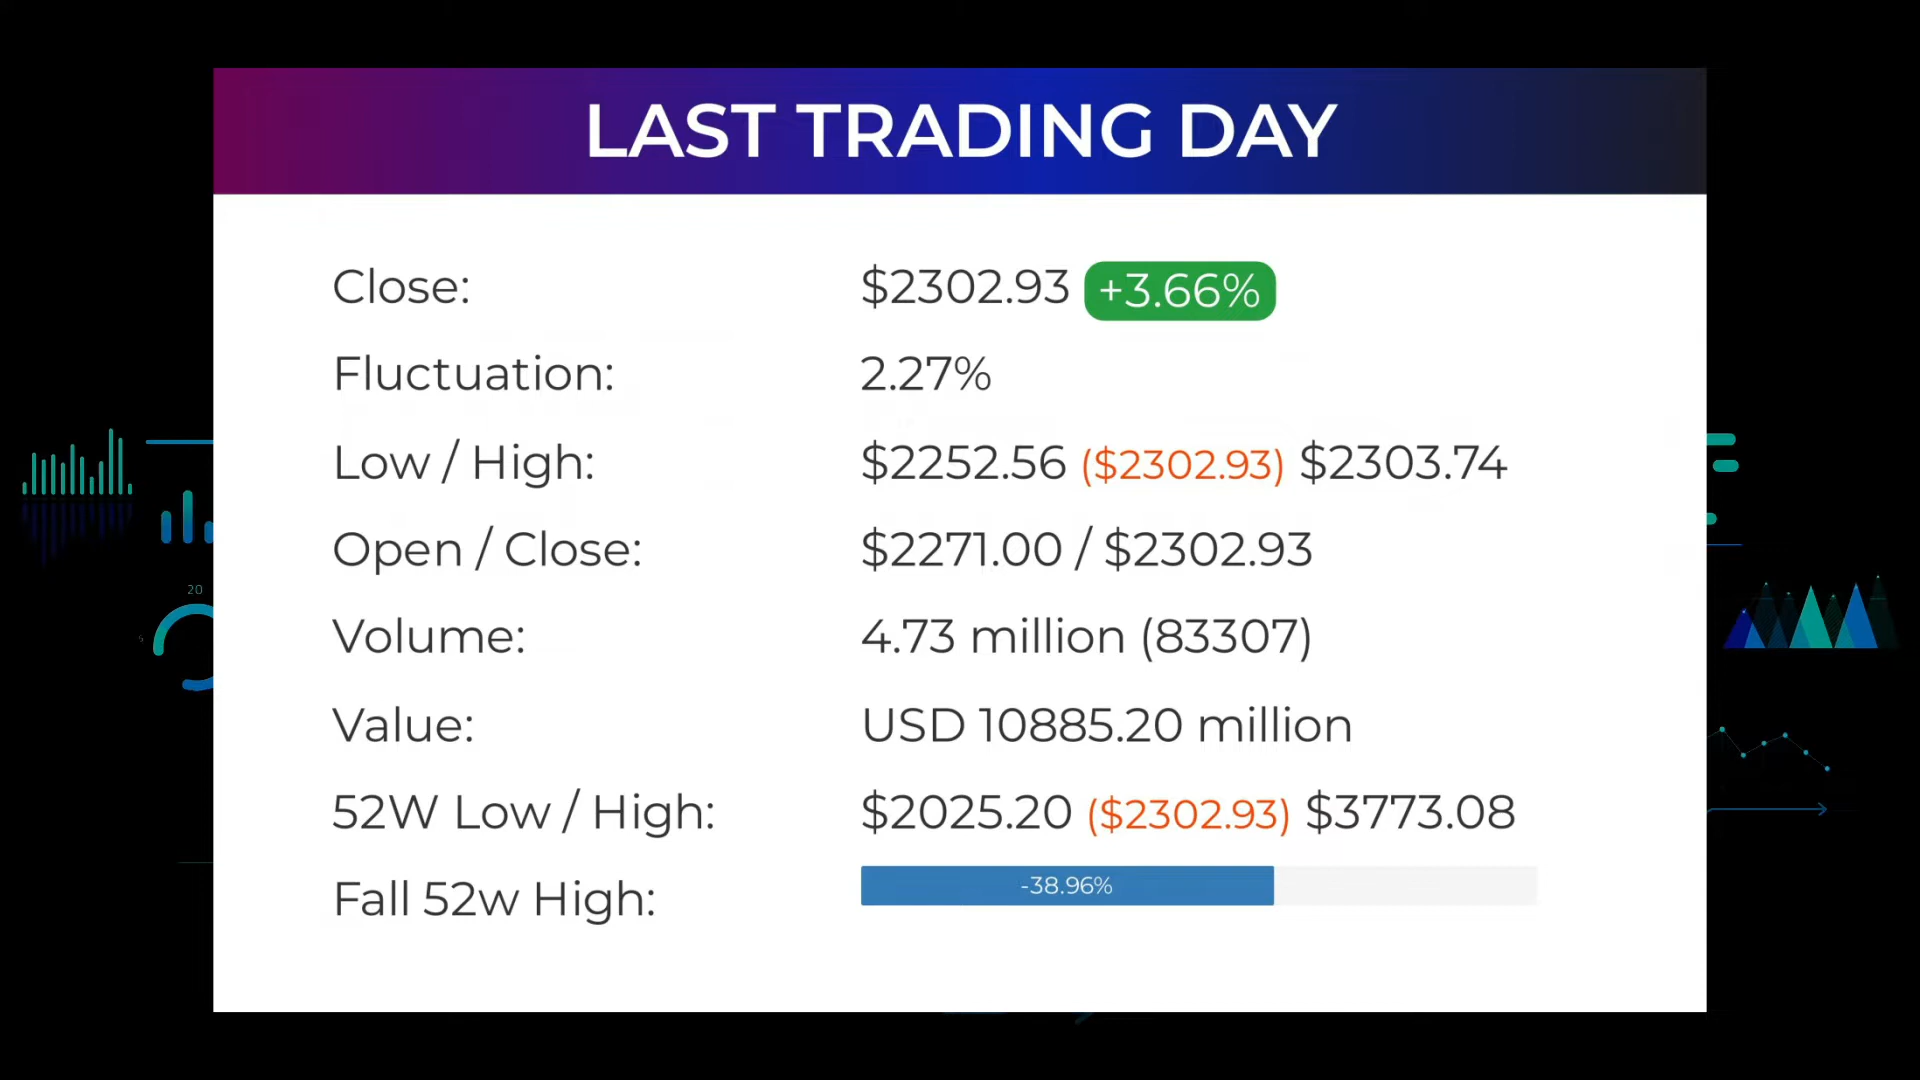 LAST TRADING DAY
Close: $2302.93 +3.66%
Fluctuation: 2.27%
Low / High: $2252.56 ($2302.93) $2303.74
Open / Close: $2271.00 / $2302.93
Volume: 4.73 million (83307)
20
Value: USD 10885.20 million
52W Low / High: $2025.20 ($2302.93) $3773.08
Fall 52w High: -38.96%